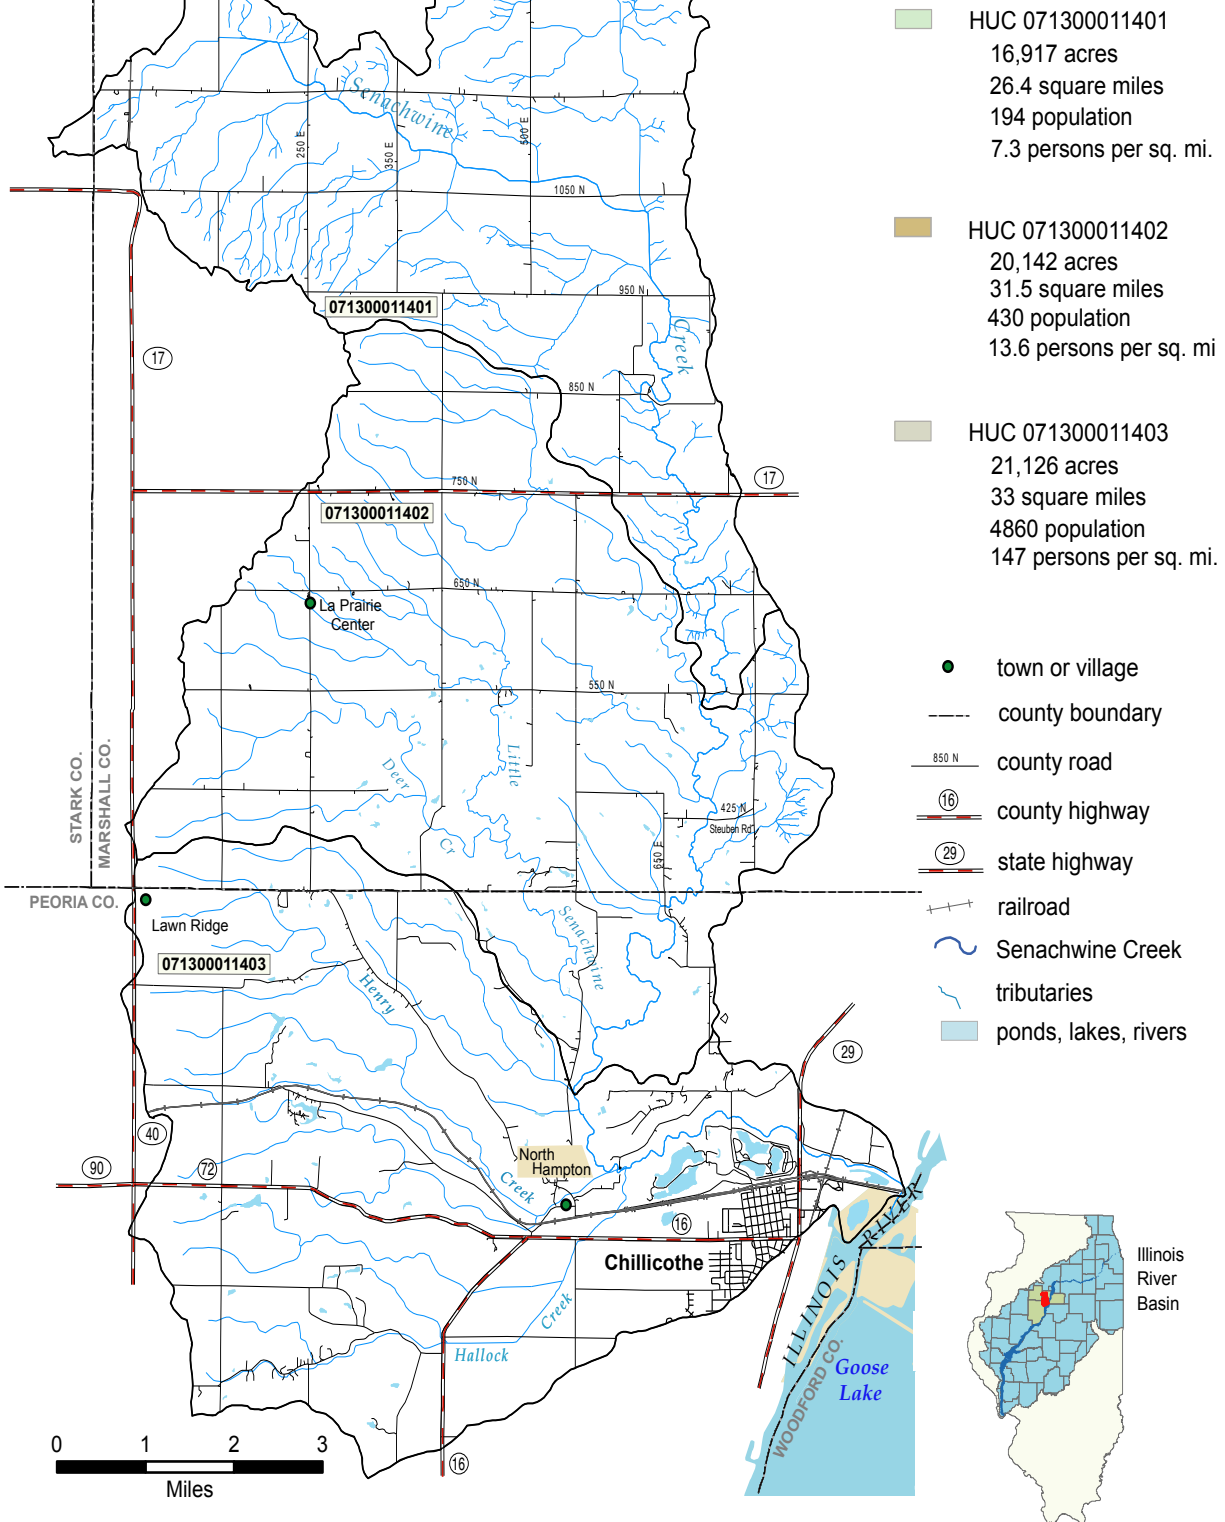 HUC 071300011401
16,917 acres
26.4 square miles
194 population
7.3 persons per sq. mi.
HUC 071300011402
20,142 acres
31.5 square miles
430 population
13.6 persons per sq. mi
HUC 071300011403
21,126 acres
33 square miles
4860 population
147 persons per sq. mi.
town or village
county boundary
850 N
county road
16
county highway
29
state highway
railroad
Senachwine Creek
tributaries
ponds, lakes, rivers
Senachwine
250 E
350 E
500 E
1050 N
950 N
071300011401
Creek
17
850 N
17
750 N
071300011402
650 N
La Prairie
Center
550 N
Little
Deer
STARK CO.
MARSHALL CO.
425 N
Steuben Rd
Cr
650 E
PEORIA CO.
Lawn Ridge
Senachwine
071300011403
Henry
29
40
North
Hampton
90
72
Creek
16
RIVER
Chillicothe
ILLINOIS
Creek
Hallock
Goose
Lake
WOODFORD CO.
16
0 1 2 3
Miles
Illinois
River
Basin